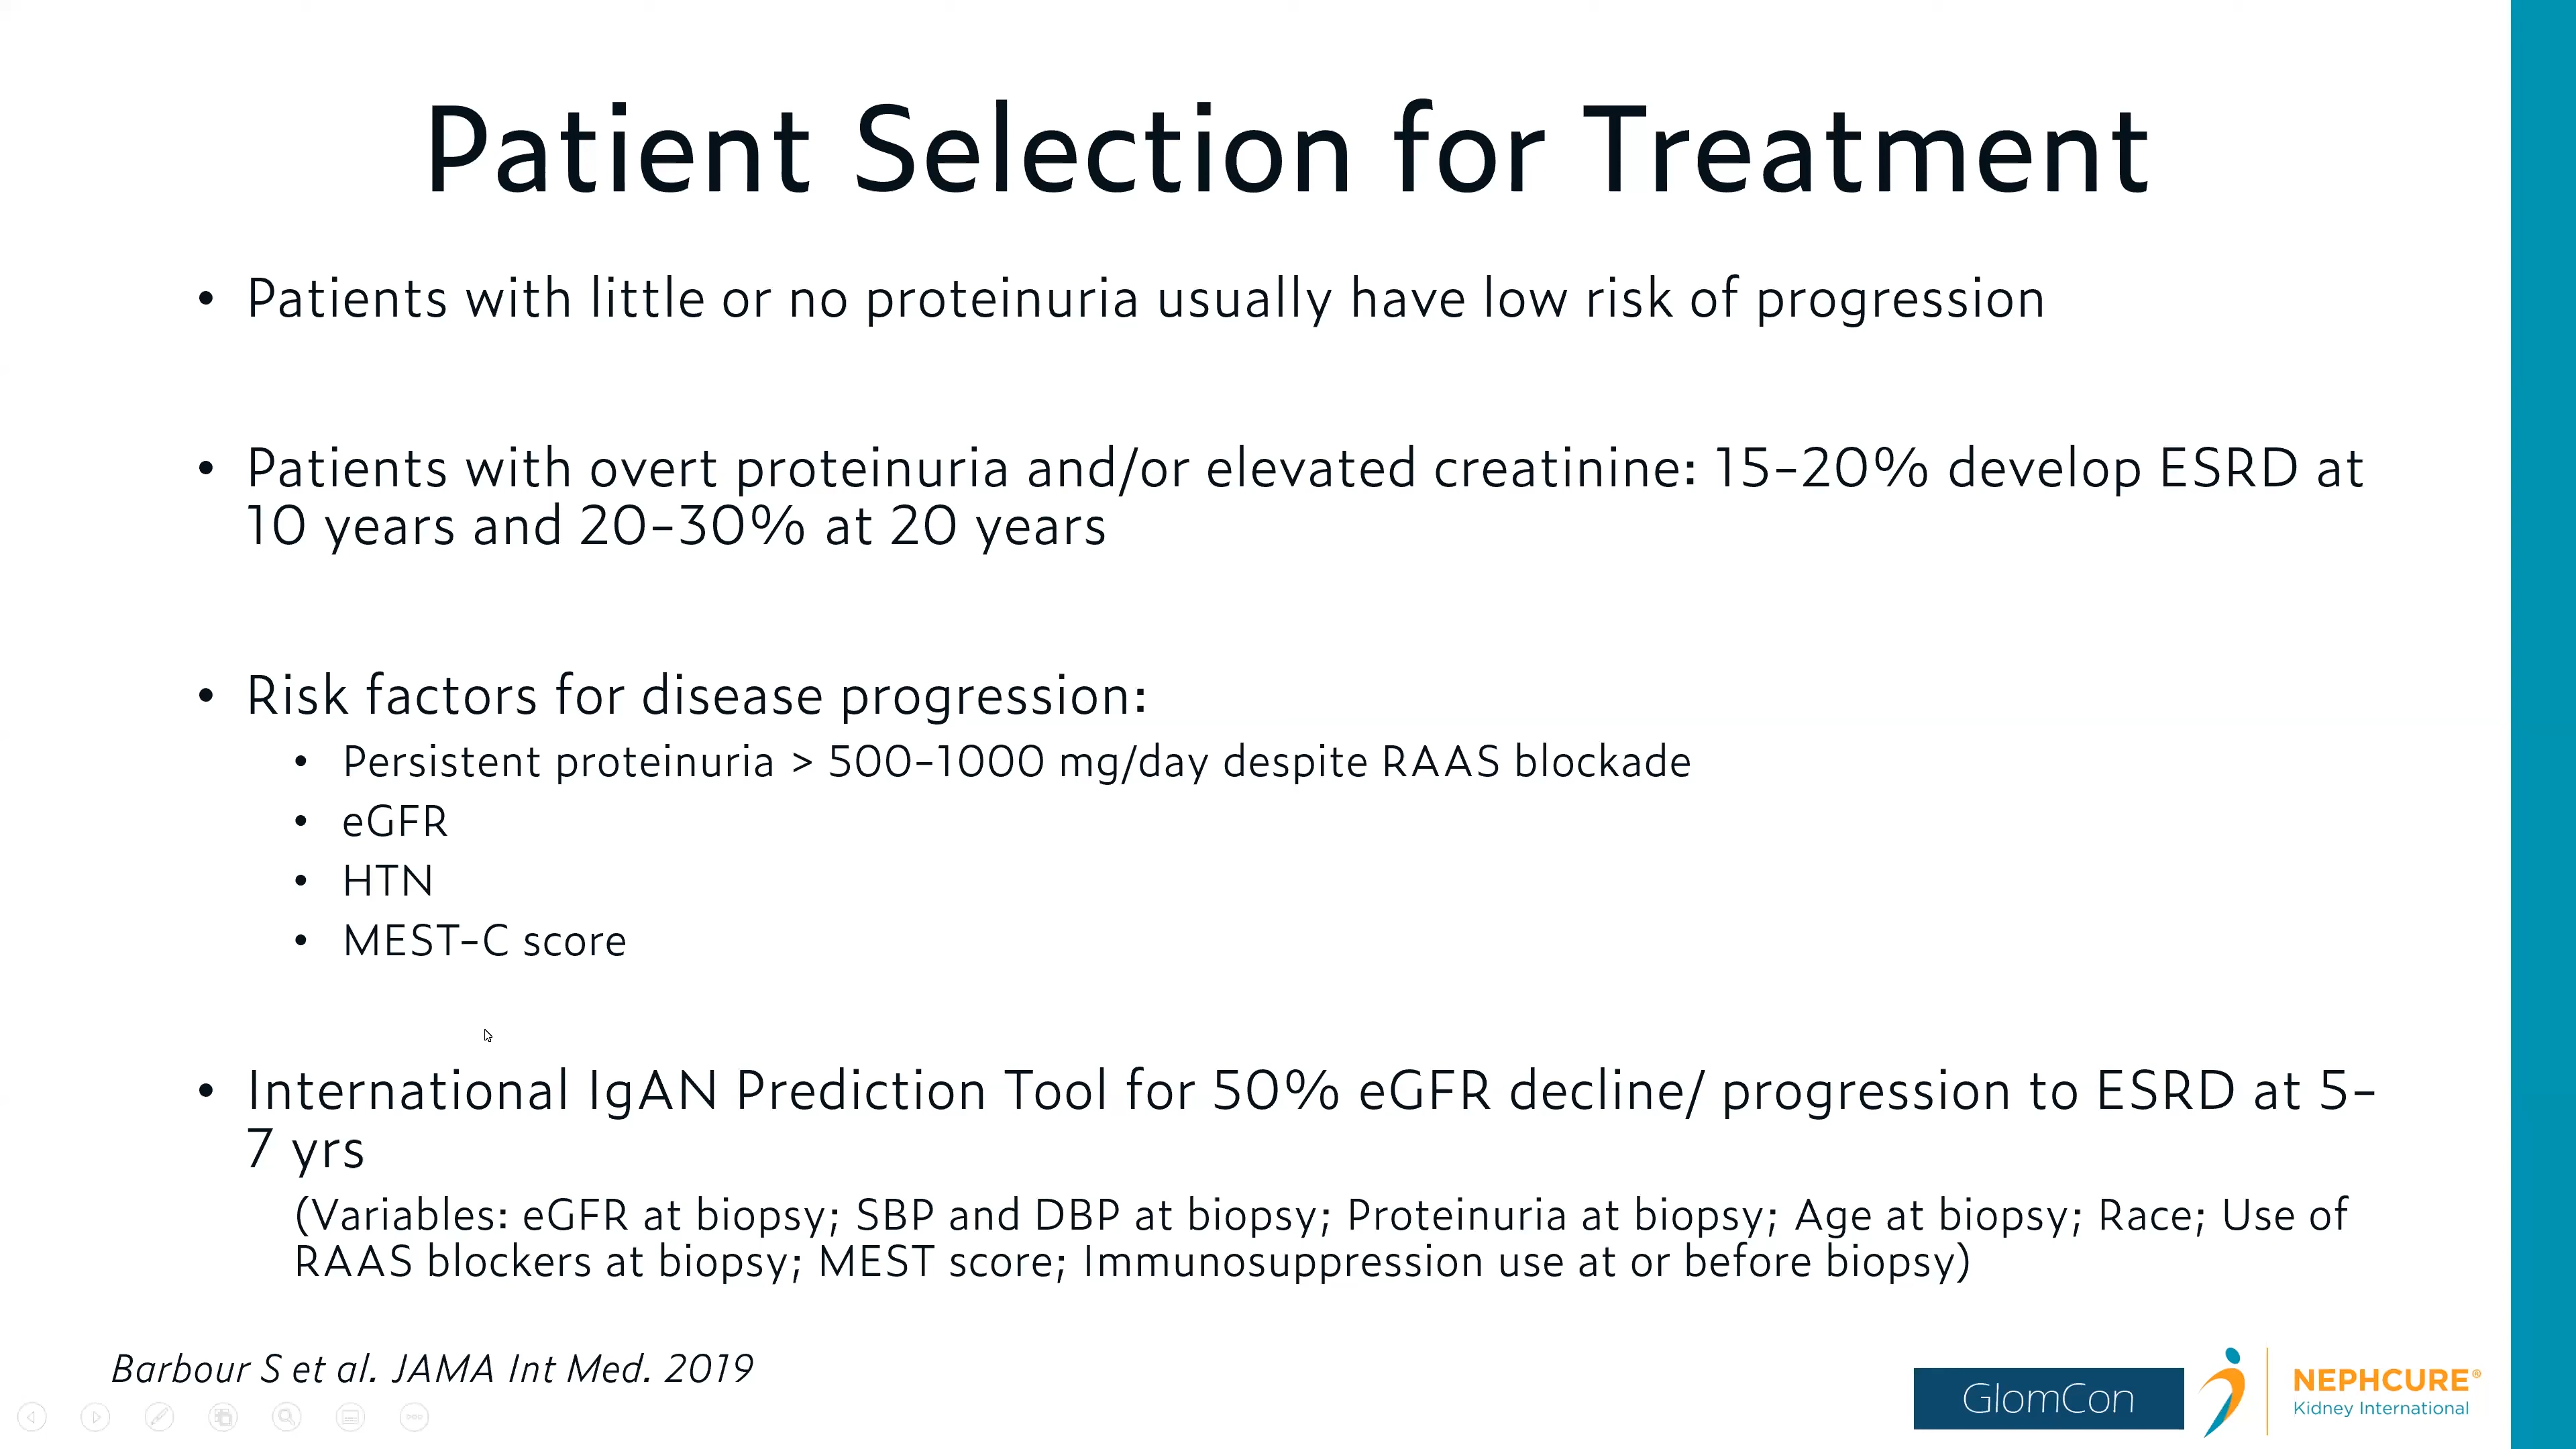 Patient Selection for Treatment
• Patients with little or no proteinuria usually have low risk of progression
• Patients with overt proteinuria and/or elevated creatinine: 15-20% develop ESRD at
10 years and 20-30% at 20 years
• Risk factors for disease progression:
• Persistent proteinuria > 500-1000 mg/day despite RAAS blockade
• eGFR
• HTN
• MEST-C score
• International IgAN Prediction Tool for 50% eGFR decline/ progression to ESRD at 5-
7 yrs
(Variables: eGFR at biopsy; SBP and DBP at biopsy; Proteinuria at biopsy; Age at biopsy; Race; Use of
RAAS blockers at biopsy; MEST score; Immunosuppression use at or before biopsy)
Barbour S et al. JAMA Int Med. 2019
GlomCon
NEPHCURE®
Kidney International